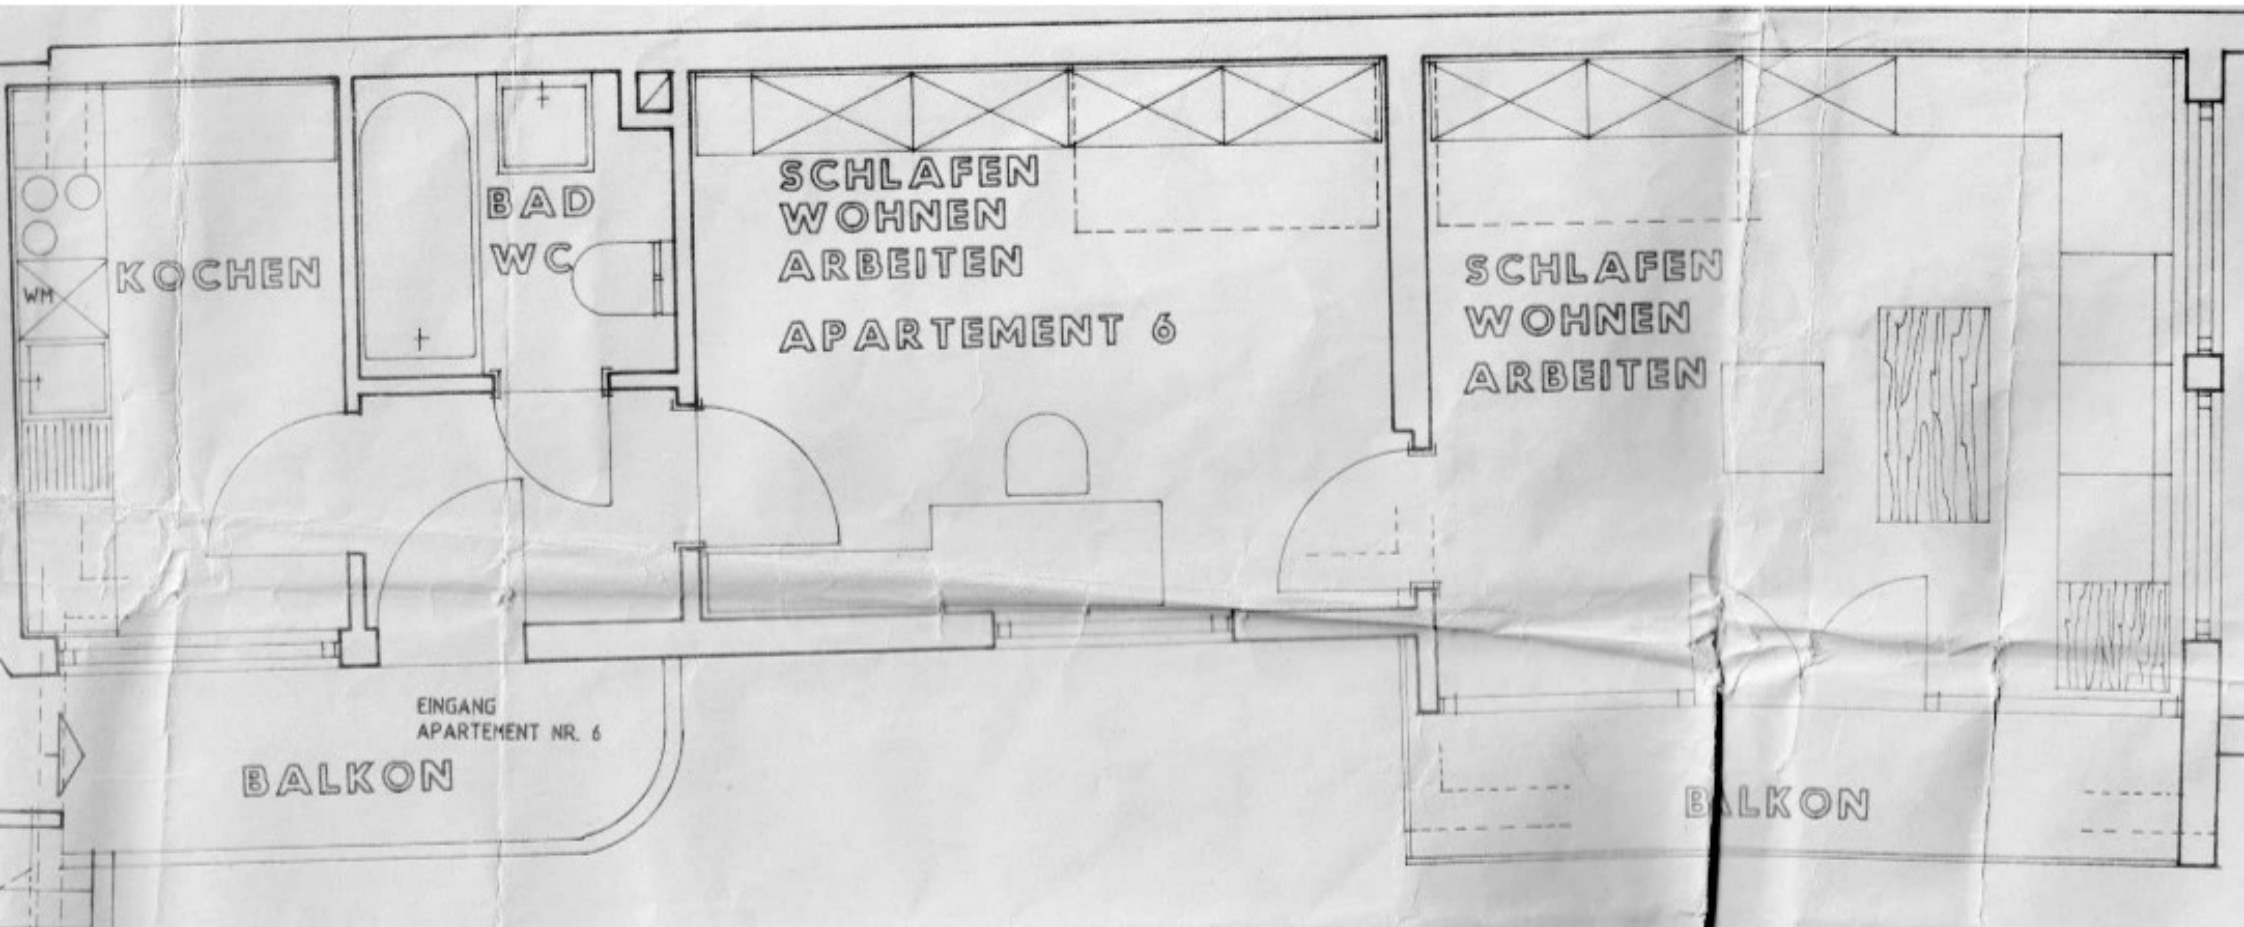 KOCHEN
WM
BAD
WC
SCHLAFEN
WOHNEN
ARBEITEN
APARTEMENT 6
SCHLAFEN
WOHNEN
ARBEITEN
EINGANG
APARTEMENT NR. 6
BALKON
BALKON